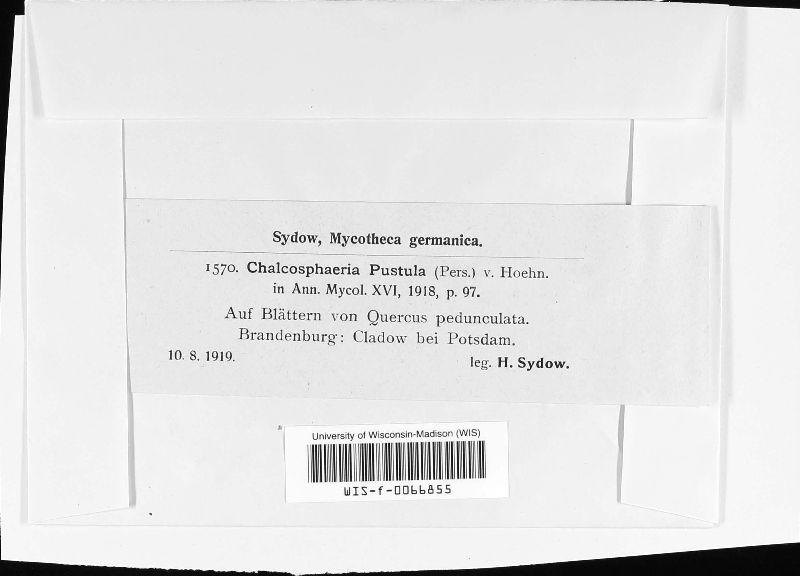 Sydow, Mycotheca germanica.
1570. Chalcosphaeria Pustula (Pers.) v. Hoehn.
in Ann. Mycol. XVI, 1918, p. 97.
Auf Blättern von Quercus pedunculata.
Brandenburg: Cladow bei Potsdam.
10. 8. 1919. leg. H. Sydow.
University of Wisconsin-Madison (WIS)
WIS-f-0066855